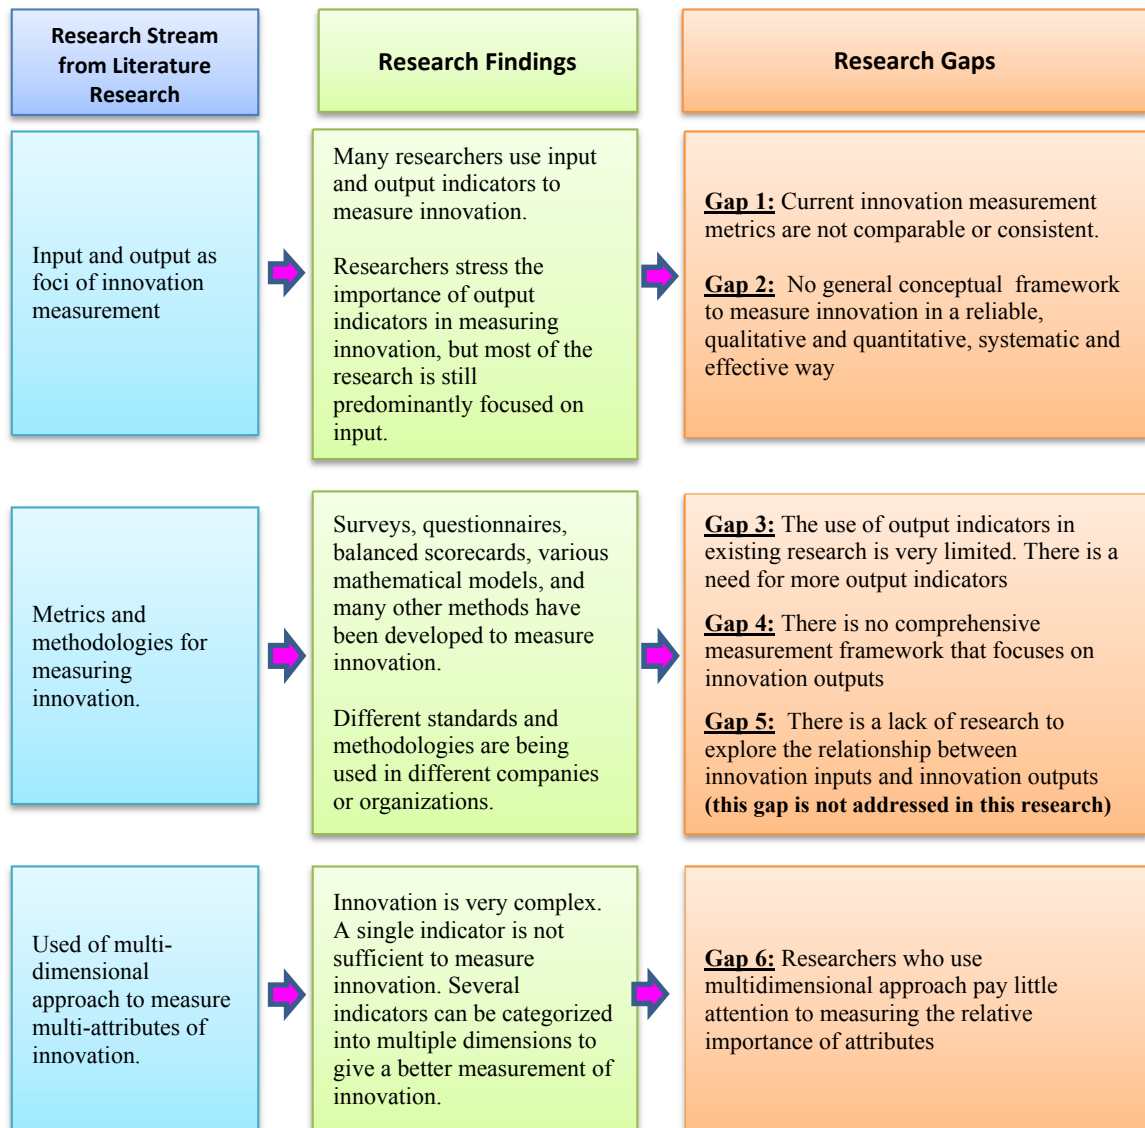 Research Stream
from Literature
Research
Research Findings
Research Gaps
Input and output as
foci of innovation
measurement
Many researchers use input
and output indicators to
measure innovation.
Researchers stress the
importance of output
indicators in measuring
innovation, but most of the
research is still
predominantly focused on
input.
Gap 1: Current innovation measurement
metrics are not comparable or consistent.
Gap 2: No general conceptual framework
to measure innovation in a reliable,
qualitative and quantitative, systematic and
effective way
Metrics and
methodologies for
measuring
innovation.
Surveys, questionnaires,
balanced scorecards, various
mathematical models, and
many other methods have
been developed to measure
innovation.
Different standards and
methodologies are being
used in different companies
or organizations.
Gap 3: The use of output indicators in
existing research is very limited. There is a
need for more output indicators
Gap 4: There is no comprehensive
measurement framework that focuses on
innovation outputs
Gap 5: There is a lack of research to
explore the relationship between
innovation inputs and innovation outputs
(this gap is not addressed in this research)
Used of multi-
dimensional
approach to measure
multi-attributes of
innovation.
Innovation is very complex.
A single indicator is not
sufficient to measure
innovation. Several
indicators can be categorized
into multiple dimensions to
give a better measurement of
innovation.
Gap 6: Researchers who use
multidimensional approach pay little
attention to measuring the relative
importance of attributes